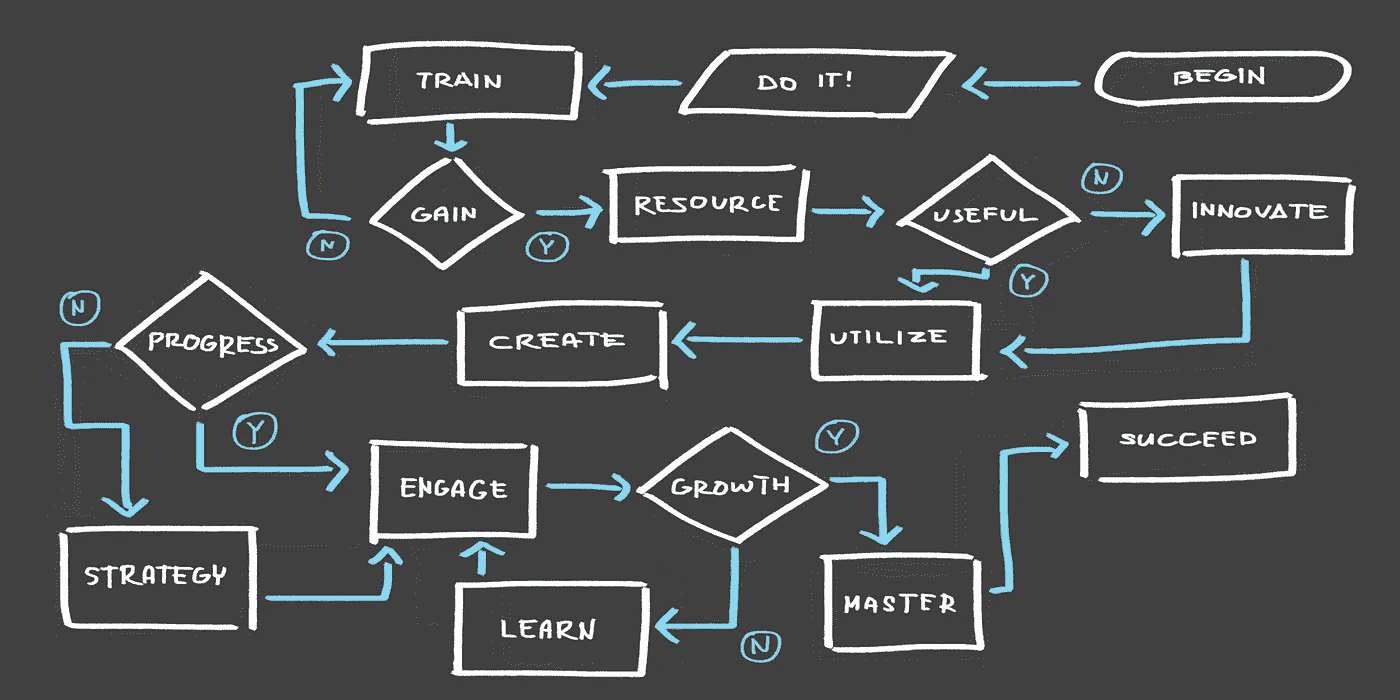 TRAIN
DO IT!
BEGIN
GAIN
N
Y
RESOURCE
USEFUL
N
Y
INNOVATE
N
PROGRESS
Y
CREATE
UTILIZE
STRATEGY
ENGAGE
GROWTH
Y
N
LEARN
MASTER
SUCCEED